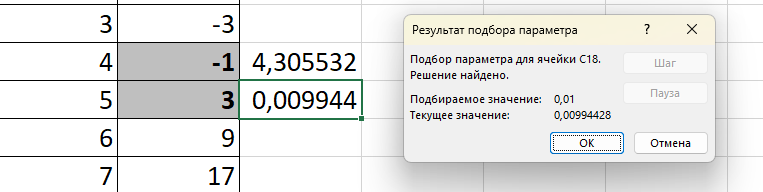 3 -3
4 -1 4,305532
5 3 0,009944
6 9
7 17
Результат подбора параметра ? ×
Подбор параметра для ячейки C18.
Решение найдено.
Подбираемое значение: 0,01
Текущее значение: 0,00994428
Шаг
Пауза
ОК
Отмена